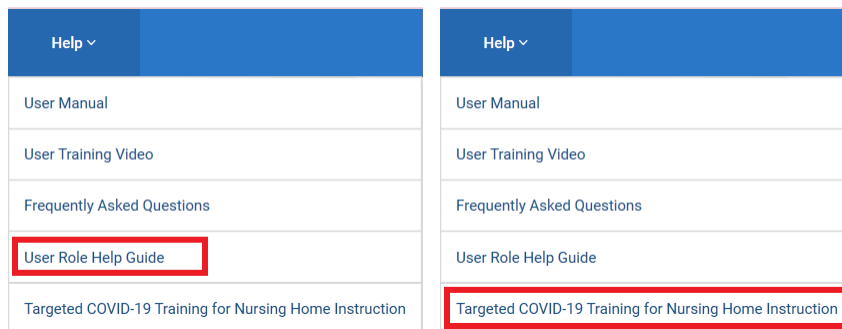 Help
User Manual
User Training Video
Frequently Asked Questions
User Role Help Guide
Targeted COVID-19 Training for Nursing Home Instruction
Help
User Manual
User Training Video
Frequently Asked Questions
User Role Help Guide
Targeted COVID-19 Training for Nursing Home Instruction